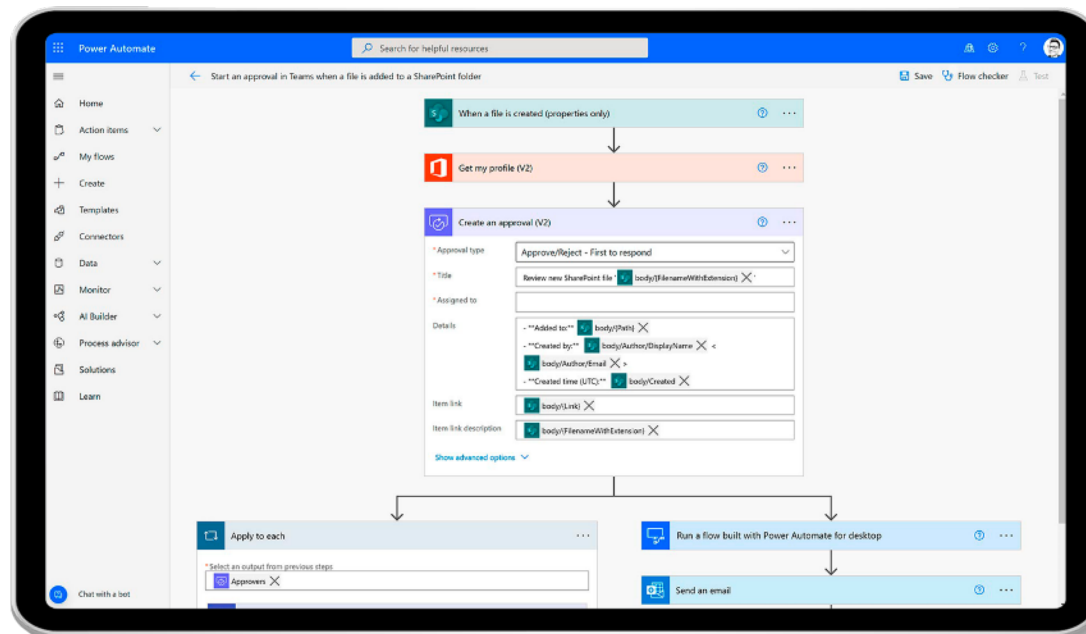 Power Automate
Search for helpful resources
?
Start an approval in Teams when a file is added to a SharePoint folder
Save
Flow checker
Test
Home
Action items
My flows
Create
Templates
Connectors
Data
Monitor
AI Builder
Process advisor
Solutions
Learn
Chat with a bot
When a file is created (properties only)
Get my profile (V2)
Create an approval (V2)
*Approval type
Approve/Reject - First to respond
*Title
Review new SharePoint file ' body/{FilenameWithExtension} '
*Assigned to
Details
- **Added to:** body/{Path}
- **Created by:** body/Author/DisplayName <
body/Author/Email >
- **Created time (UTC):** body/Created
Item link
body/{Link}
Item link description
body/{FilenameWithExtension}
Show advanced options
Apply to each
*Select an output from previous steps
Approvers
Run a flow built with Power Automate for desktop
Send an email